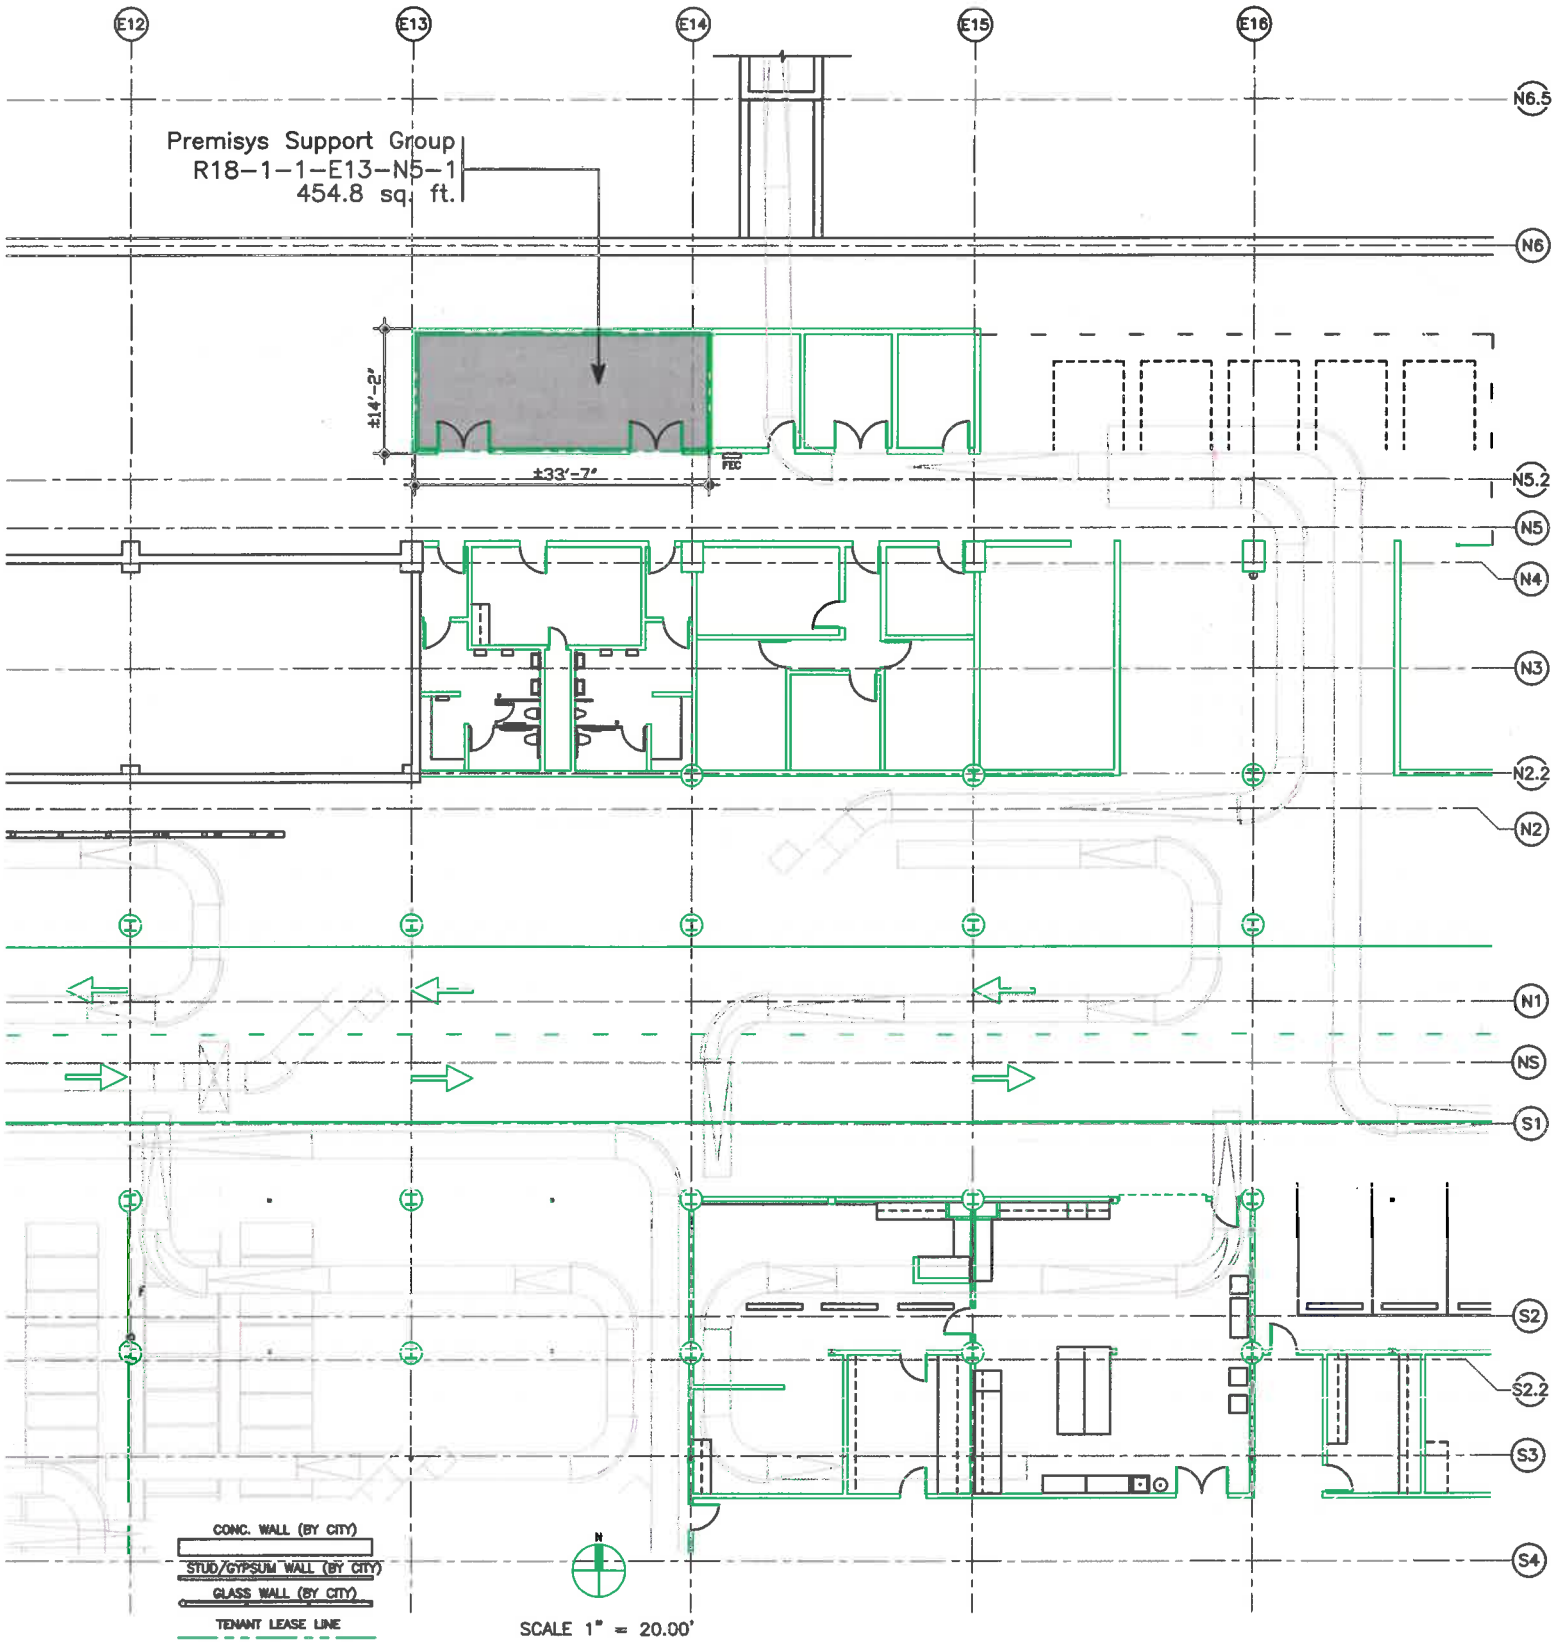 E12
E13
E14
E15
E16
N6.5
Premisys Support Group
R18-1-1-E13-N5-1
454.8 sq. ft.
N6
±14'-2"
±33'-7"
FEC
N5.2
N5
N4
N3
N2.2
N2
N1
NS
S1
S2
S2.2
S3
S4
CONC. WALL (BY CITY)
STUD/GYPSUM WALL (BY CITY)
GLASS WALL (BY CITY)
TENANT LEASE LINE
N
SCALE 1" = 20.00'